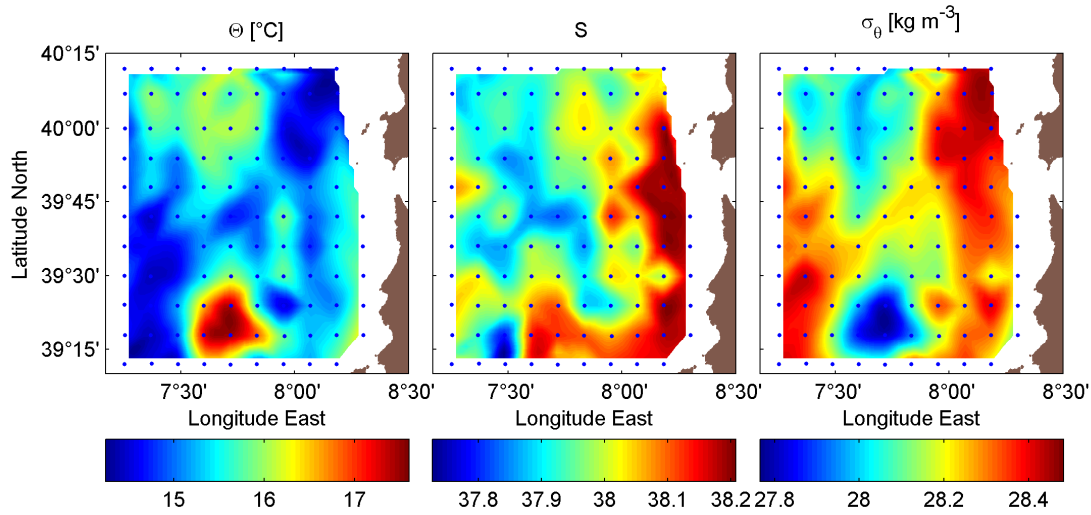 Θ [°C]
S
σθ [kg m-3]
40°15'
40°00'
39°45'
39°30'
39°15'
Latitude North
7°30' 8°00' 8°30'
7°30' 8°00' 8°30'
7°30' 8°00' 8°30'
Longitude East
Longitude East
Longitude East
15 16 17
37.8 37.9 38 38.1 38.2
27.8 28 28.2 28.4